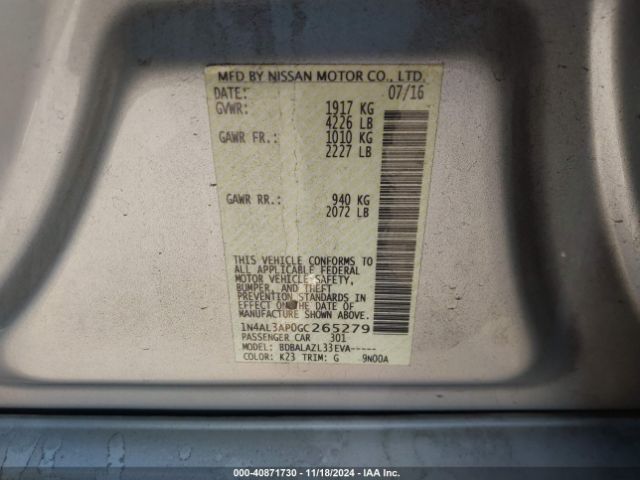 MFD BY NISSAN MOTOR CO., LTD.
DATE: 07/16
GVWR: 1917 KG
4226 LB
GAWR FR.: 1010 KG
2227 LB
GAWR RR.: 940 KG
2072 LB
THIS VEHICLE CONFORMS TO
ALL APPLICABLE FEDERAL
MOTOR VEHICLE SAFETY,
BUMPER, AND THEFT
PREVENTION STANDARDS IN
EFFECT ON THE DATE OF
MANUFACTURE SHOWN ABOVE.
1N4AL3AP0GC265279
PASSENGER CAR 301
MODEL: BDBALAZL33EVA-----
COLOR: K23 TRIM: G 9N00A
000-40871730 - 11/18/2024 - IAA Inc.